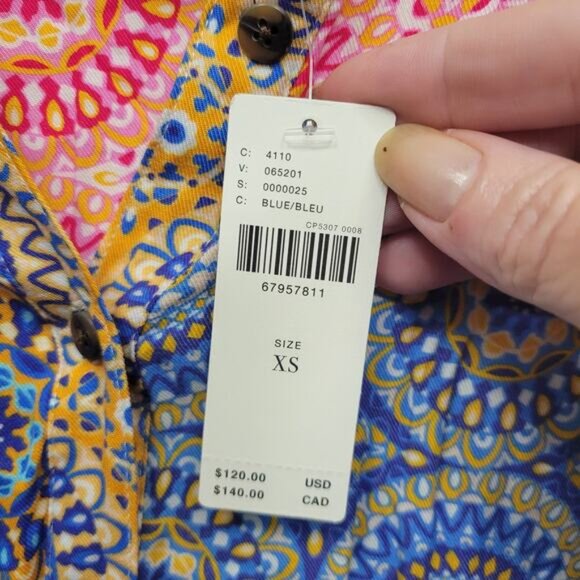 C: 4110
V: 065201
S: 0000025
C: BLUE/BLEU
CP5307 0008
67957811
SIZE
XS
$120.00 USD
$140.00 CAD